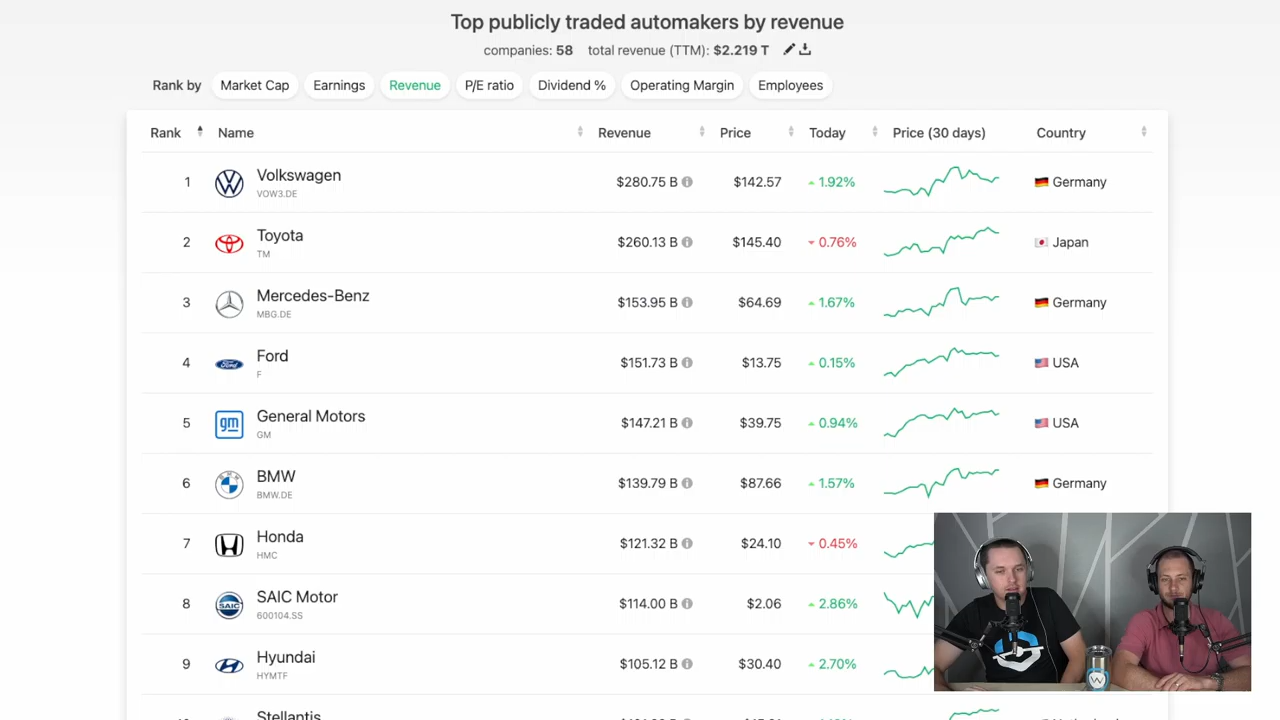 Top publicly traded automakers by revenue
companies: 58 total revenue (TTM): $2.219 T
Rank by Market Cap Earnings Revenue P/E ratio Dividend % Operating Margin Employees
Rank Name Revenue Price Today Price (30 days) Country
1 Volkswagen $280.75 B $142.57 1.92% Germany
VOW3.DE
2 Toyota $260.13 B $145.40 0.76% Japan
TM
3 Mercedes-Benz $153.95 B $64.69 1.67% Germany
MBG.DE
4 Ford Ford $151.73 B $13.75 0.15% USA
F
5 gm General Motors $147.21 B $39.75 0.94% USA
GM
6 BMW BMW $139.79 B $87.66 1.57% Germany
BMW.DE
7 Honda $121.32 B $24.10 0.45%
HMC
8 SAIC SAIC Motor $114.00 B $2.06 2.86%
600104.SS
9 Hyundai $105.12 B $30.40 2.70%
HYMTF
Stellantis
W